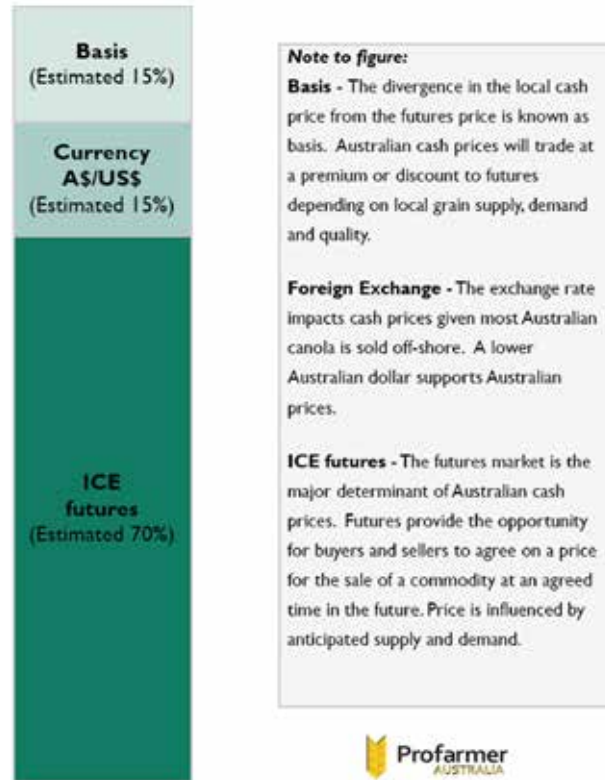 Basis
(Estimated 15%)
Currency
A$/US$
(Estimated 15%)
ICE
futures
(Estimated 70%)
Note to figure:
Basis - The divergence in the local cash
price from the futures price is known as
basis. Australian cash prices will trade at
a premium or discount to futures
depending on local grain supply, demand
and quality.
Foreign Exchange - The exchange rate
impacts cash prices given most Australian
canola is sold off-shore. A lower
Australian dollar supports Australian
prices.
ICE futures - The futures market is the
major determinant of Australian cash
prices. Futures provide the opportunity
for buyers and sellers to agree on a price
for the sale of a commodity at an agreed
time in the future. Price is influenced by
anticipated supply and demand.
Profarmer
AUSTRALIA